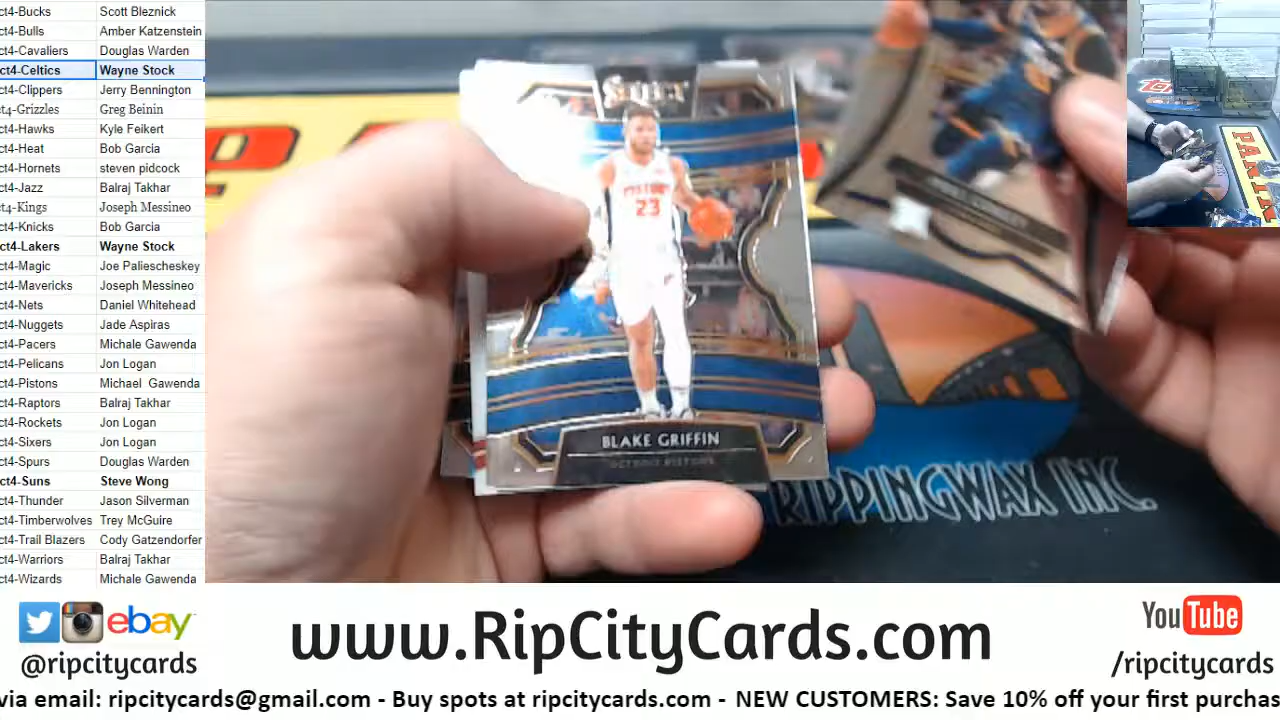 ct4-Bucks Scott Bleznick
ct4-Bulls Amber Katzenstein
ct4-Cavaliers Douglas Warden
ct4-Celtics Wayne Stock
ct4-Clippers Jerry Bennington
ct4-Grizzles Greg Beinin
ct4-Hawks Kyle Feikert
ct4-Heat Bob Garcia
ct4-Hornets steven pidcock
ct4-Jazz Balraj Takhar
ct4-Kings Joseph Messineo
ct4-Knicks Bob Garcia
ct4-Lakers Wayne Stock
ct4-Magic Joe Paliescheskey
ct4-Mavericks Joseph Messineo
ct4-Nets Daniel Whitehead
ct4-Nuggets Jade Aspiras
ct4-Pacers Michale Gawenda
ct4-Pelicans Jon Logan
ct4-Pistons Michael Gawenda
ct4-Raptors Balraj Takhar
ct4-Rockets Jon Logan
ct4-Sixers Jon Logan
ct4-Spurs Douglas Warden
ct4-Suns Steve Wong
ct4-Thunder Jason Silverman
ct4-Timberwolves Trey McGuire
ct4-Trail Blazers Cody Gatzendorfer
ct4-Warriors Balraj Takhar
ct4-Wizards Michale Gawenda
SELECT
PISTONS
23
BLAKE GRIFFIN
DETROIT PISTONS
RIPPINGWAX INC.
PANIN
ebay
@ripcitycards
www.RipCityCards.com
YouTube
/ripcitycards
via email: ripcitycards@gmail.com - Buy spots at ripcitycards.com - NEW CUSTOMERS: Save 10% off your first purchas